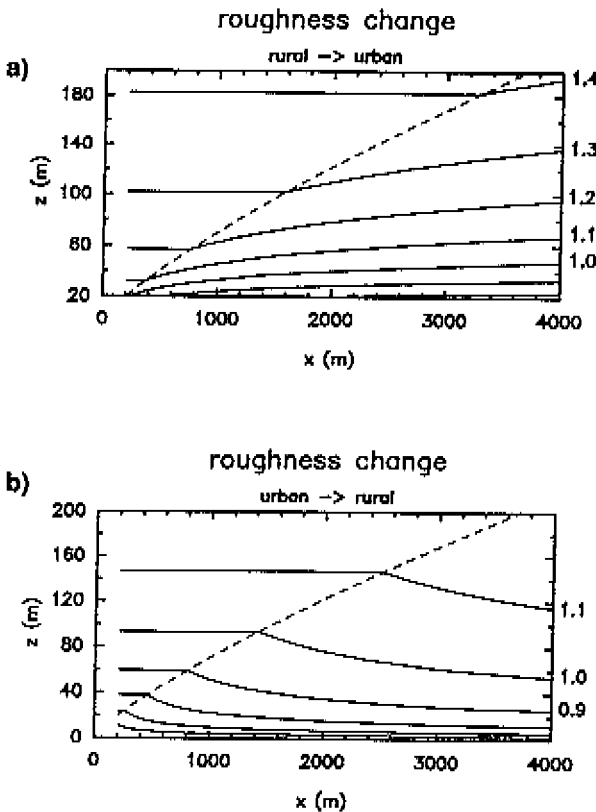 roughness change
rural -> urban
a)
180
140
100
60
20
z (m)
1.4
1.3
1.2
1.1
1.0
0 1000 2000 3000 4000
x (m)
roughness change
b)
urban -> rural
200
160
120
80
40
0
z (m)
1.1
1.0
0.9
0 1000 2000 3000 4000
x (m)